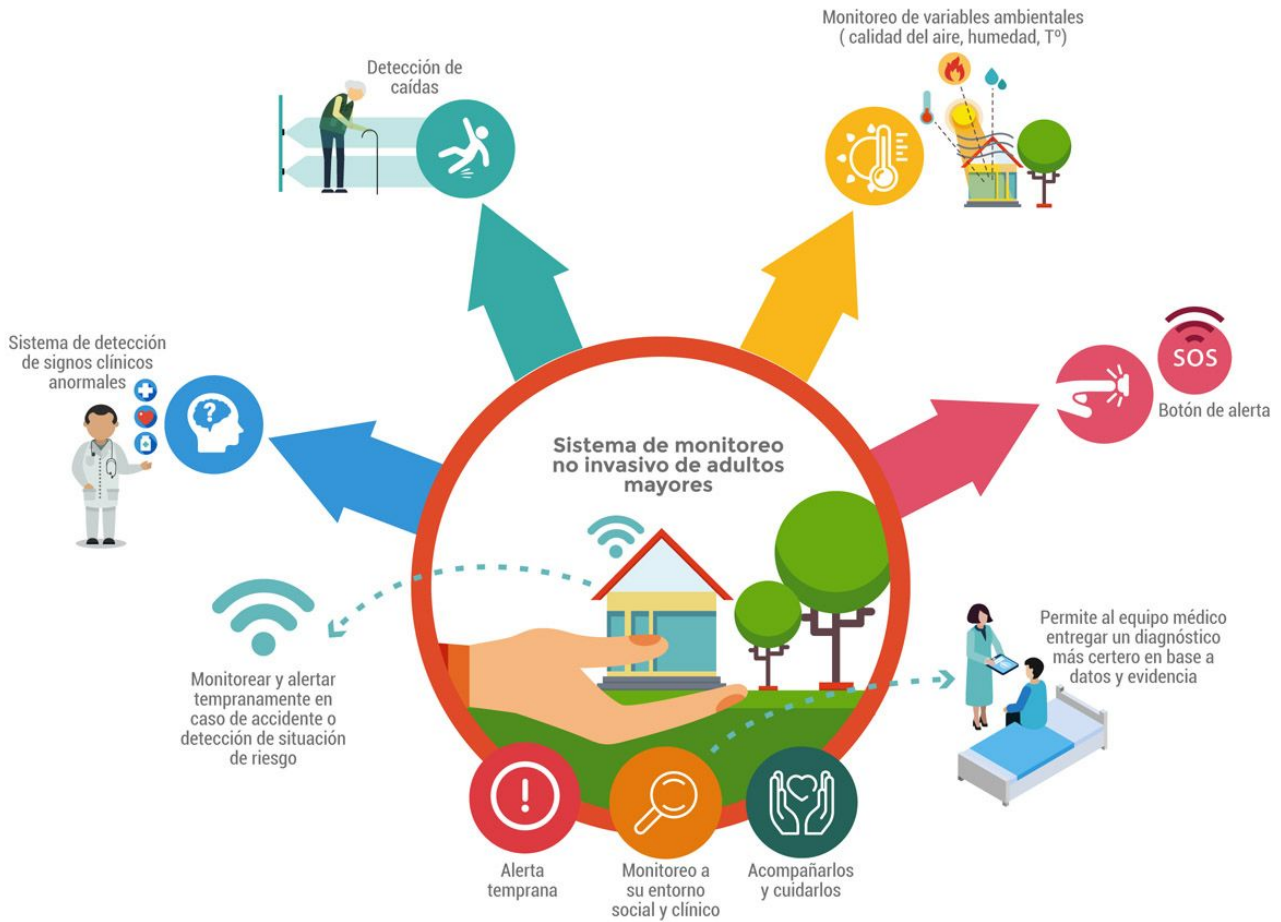 Monitoreo de variables ambientales
( calidad del aire, humedad, Tº)
Detección de
caídas
Sistema de detección
de signos clínicos
anormales
?
SOS
Botón de alerta
Sistema de monitoreo
no invasivo de adultos
mayores
Monitorear y alertar
tempranamente en
caso de accidente o
detección de situación
de riesgo
Permite al equipo médico
entregar un diagnóstico
más certero en base a
datos y evidencia
Alerta
temprana
Monitoreo a
su entorno
social y clínico
Acompañarlos
y cuidarlos